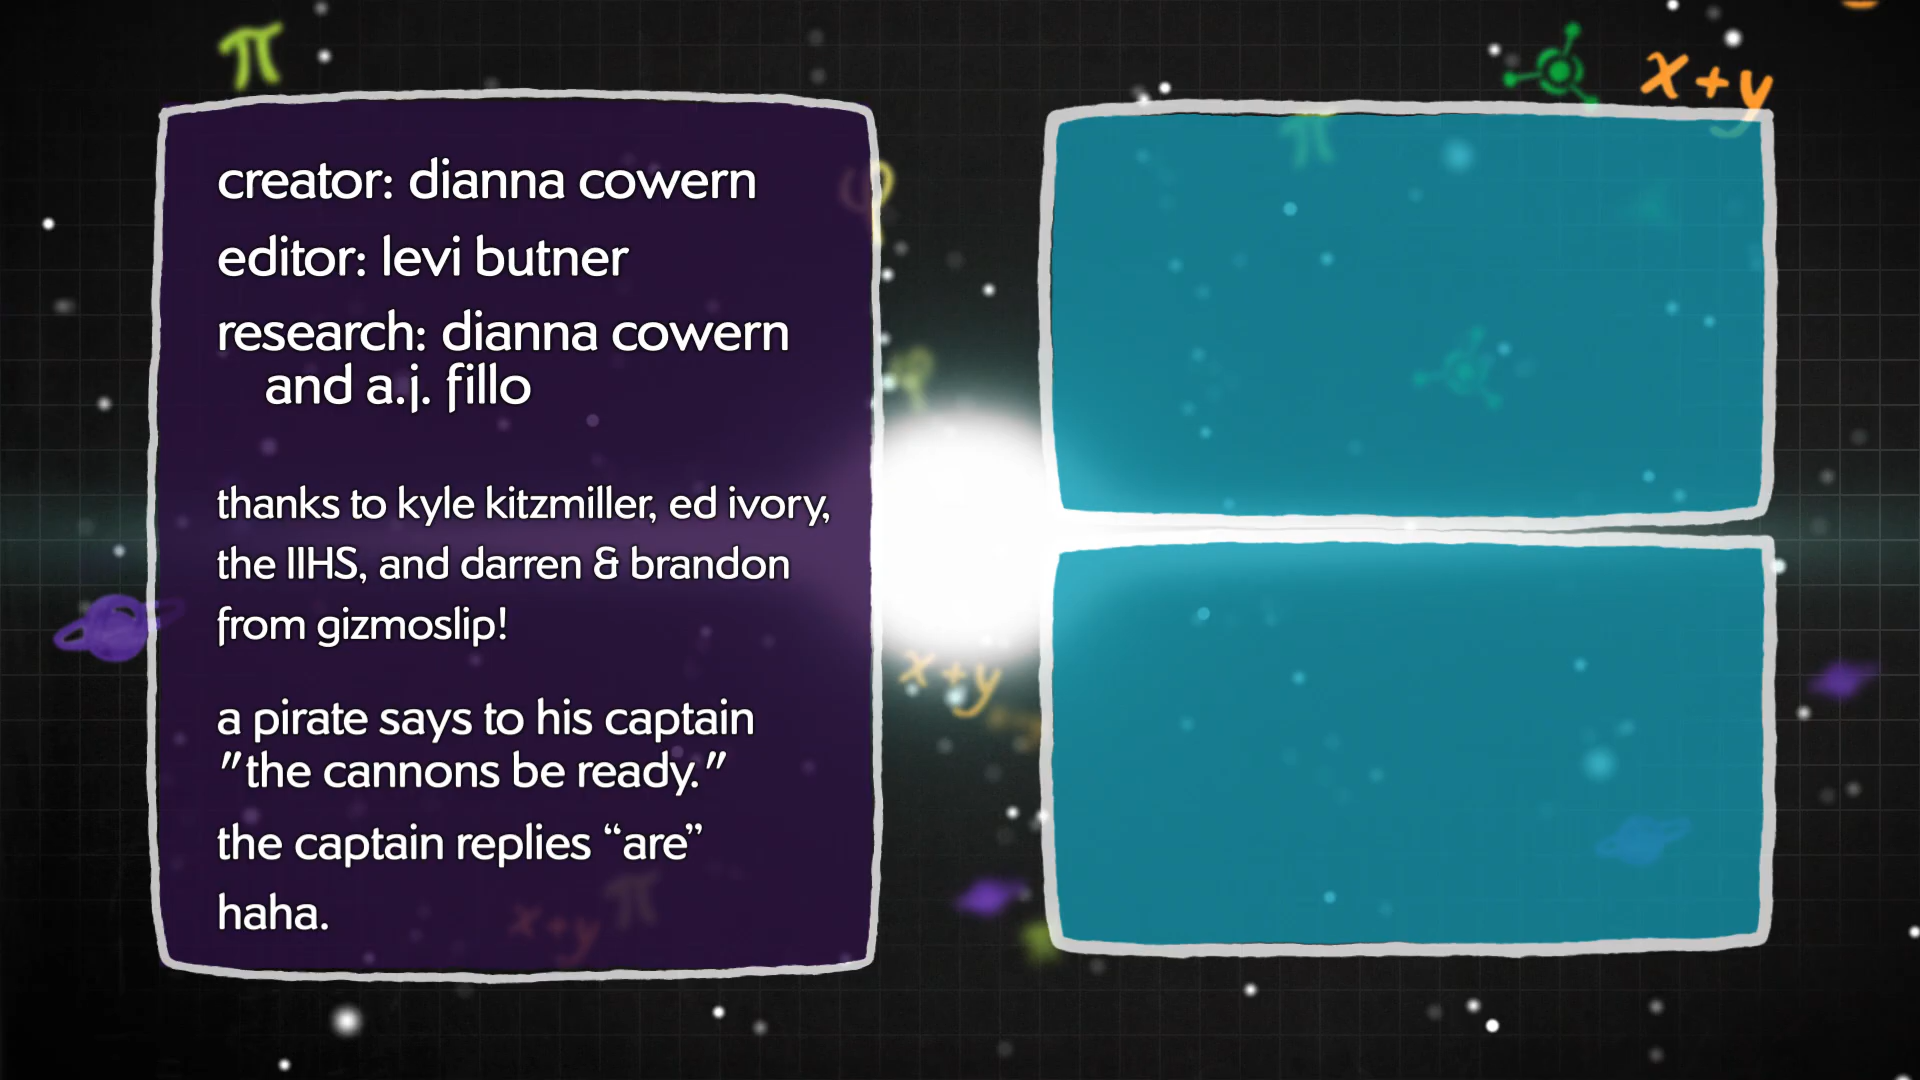 creator: dianna cowern
editor: levi butner
research: dianna cowern
and a.j. fillo
thanks to kyle kitzmiller, ed ivory,
the IIHS, and darren & brandon
from gizmoslip!
a pirate says to his captain
"the cannons be ready."
the captain replies “are”
haha.
π
x+y
φ
π
x+y
x+y
π